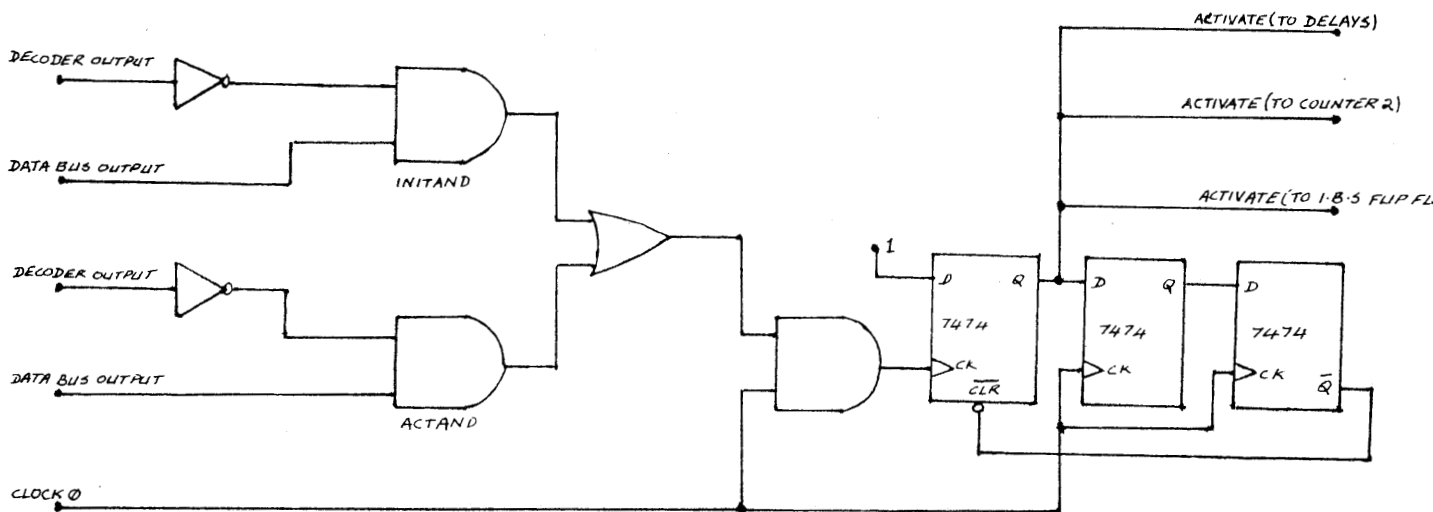 ACTIVATE (TO DELAYS)
DECODER OUTPUT
ACTIVATE (TO COUNTER 2)
DATA BUS OUTPUT
INITAND
ACTIVATE (TO 1.B.S FLIP FL
1
DECODER OUTPUT
D Q
D Q
D
7474
7474
7474
CK
CK
CK
DATA BUS OUTPUT
CLR
Q
ACTAND
CLOCK Ø